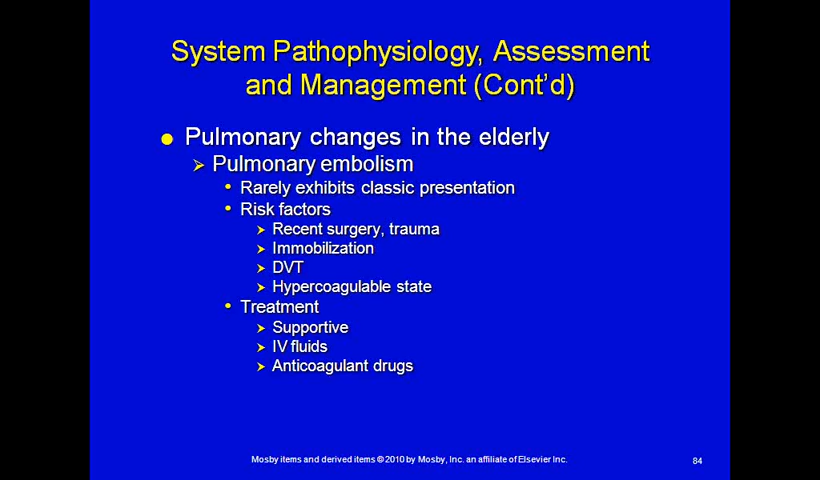 System Pathophysiology, Assessment
and Management (Cont'd)
Pulmonary changes in the elderly
Pulmonary embolism
Rarely exhibits classic presentation
Risk factors
Recent surgery, trauma
Immobilization
DVT
Hypercoagulable state
Treatment
Supportive
IV fluids
Anticoagulant drugs
Mosby items and derived items © 2010 by Mosby, Inc. an affiliate of Elsevier Inc.
84